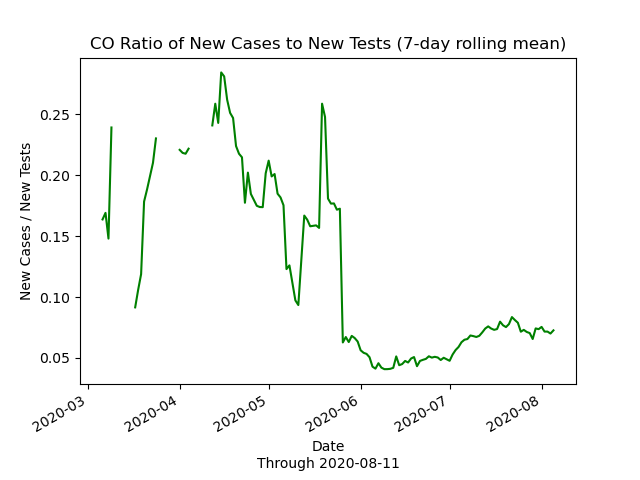 CO Ratio of New Cases to New Tests (7-day rolling mean)
New Cases / New Tests
0.25
0.20
0.15
0.10
0.05
2020-03
2020-04
2020-05
2020-06
2020-07
2020-08
Date
Through 2020-08-11